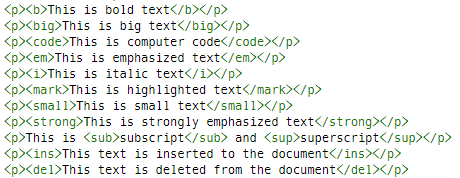 <p><b>This is bold text</b></p>
<p><big>This is big text</big></p>
<p><code>This is computer code</code></p>
<p><em>This is emphasized text</em></p>
<p><i>This is italic text</i></p>
<p><mark>This is highlighted text</mark></p>
<p><small>This is small text</small></p>
<p><strong>This is strongly emphasized text</strong></p>
<p>This is <sub>subscript</sub> and <sup>superscript</sup></p>
<p><ins>This text is inserted to the document</ins></p>
<p><del>This text is deleted from the document</del></p>